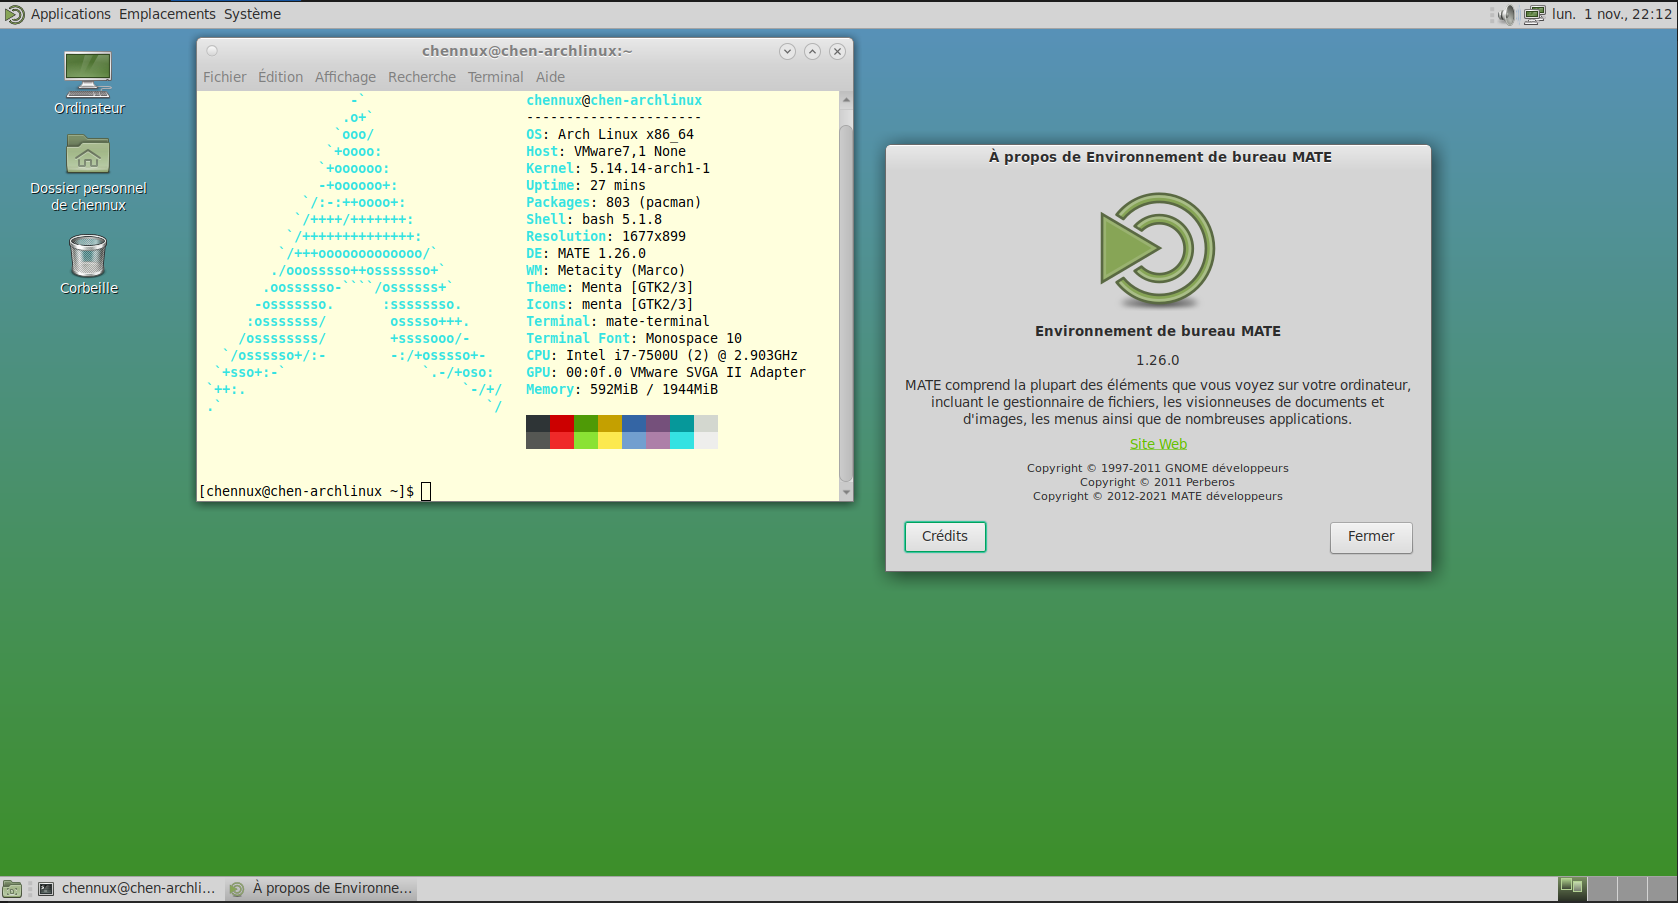 Applications Emplacements Système
lun. 1 nov., 22:12
Ordinateur
Dossier personnel
de chennux
Corbeille
chennux@chen-archlinux:~
Fichier Édition Affichage Recherche Terminal Aide
                  -`
                 .o+`
                `ooo/
               `+oooo:
              `+oooooo:
              -+oooooo+:
            `/:-:++oooo+:
           `/++++/+++++++:
          `/++++++++++++++:
         `/+++ooooooooooooo/`
        ./ooosssso++osssssso+`
       .oossssso-````/ossssss+`
      -osssssso.      :ssssssso.
     :osssssss/        osssso+++.
    /ossssssss/        +ssssooo/-
  `/ossssso+/:-        -:/+osssso+-
 `+sso+:-`                 `.-/+oso:
`++:.                           `-/+/
.`                                 `/
chennux@chen-archlinux
----------------------
OS: Arch Linux x86_64
Host: VMware7,1 None
Kernel: 5.14.14-arch1-1
Uptime: 27 mins
Packages: 803 (pacman)
Shell: bash 5.1.8
Resolution: 1677x899
DE: MATE 1.26.0
WM: Metacity (Marco)
Theme: Menta [GTK2/3]
Icons: menta [GTK2/3]
Terminal: mate-terminal
Terminal Font: Monospace 10
CPU: Intel i7-7500U (2) @ 2.903GHz
GPU: 00:0f.0 VMware SVGA II Adapter
Memory: 592MiB / 1944MiB
[chennux@chen-archlinux ~]$
À propos de Environnement de bureau MATE
Environnement de bureau MATE
1.26.0
MATE comprend la plupart des éléments que vous voyez sur votre ordinateur,
incluant le gestionnaire de fichiers, les visionneuses de documents et
d'images, les menus ainsi que de nombreuses applications.
Site Web
Copyright © 1997-2011 GNOME développeurs
Copyright © 2011 Perberos
Copyright © 2012-2021 MATE développeurs
Crédits
Fermer
chennux@chen-archli...
À propos de Environne...